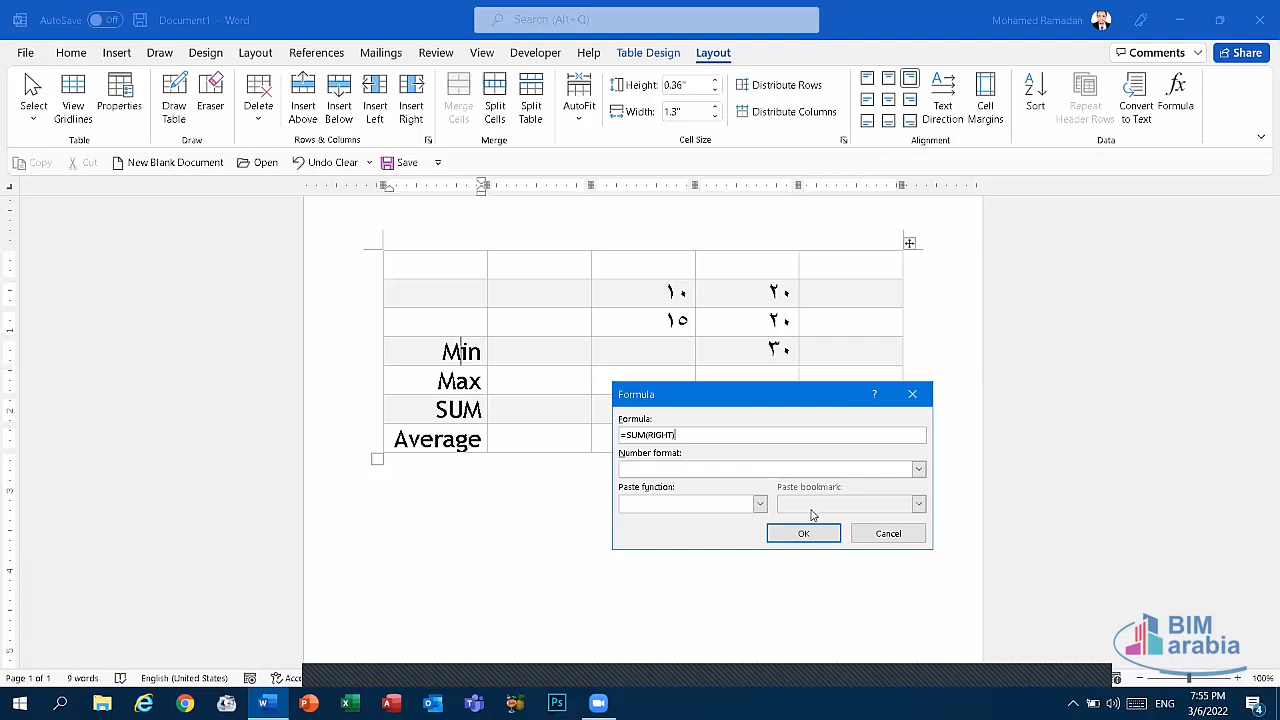 AutoSave Off Document1 - Word Search (Alt+Q) Mohamed Ramadan
File Home Insert Draw Design Layout References Mailings Review View Developer Help Table Design Layout Comments Share
Select View Gridlines Properties Draw Table Eraser Delete Insert Above Insert Below Insert Left Insert Right Merge Cells Split Cells Split Table AutoFit Height: 0.36" Distribute Rows Text Direction Cell Margins Sort Repeat Header Rows Convert to Text Formula
Width: 1.3" Distribute Columns
Table Draw Rows & Columns Merge Cell Size Alignment Data
Copy Cut New Blank Document Open Undo Clear Save
١٠ ٢٠
١٥ ٢٠
Min ٣٠
Max
SUM
Average
Formula ?
Formula:
=SUM(RIGHT)
Number format:
Paste function: Paste bookmark:
OK Cancel
BIM
arabia
Page 1 of 1 9 words English (United States) 100%
ENG 7:55 PM
3/6/2022